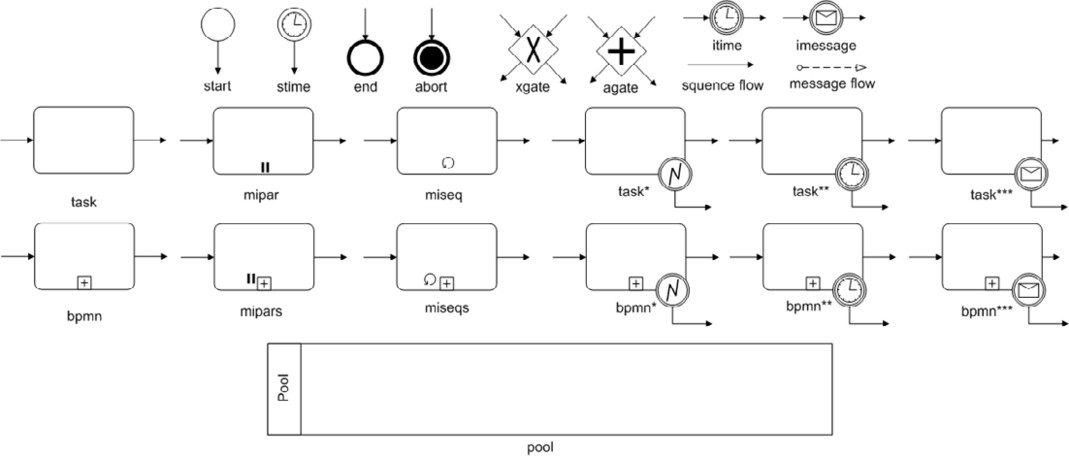 itime
imessage
start
stime
end
abort
xgate
agate
squence flow
message flow
task
mipar
miseq
task*
task**
task***
bpmn
mipars
miseqs
bpmn*
bpmn**
bpmn***
Pool
pool